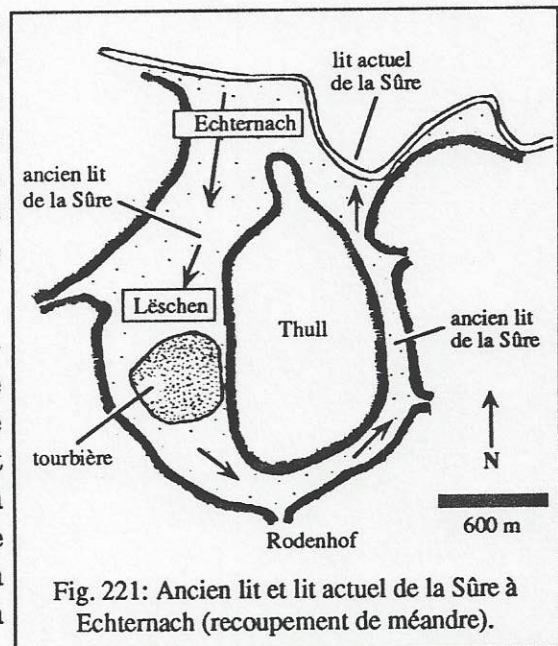 lit actuel
de la Sûre
Echternach
ancien lit
de la Sûre
Lëschen
Thull
ancien lit
de la Sûre
tourbière
N
Rodenhof
600 m
Fig. 221: Ancien lit et lit actuel de la Sûre à
Echternach (recoupement de méandre).